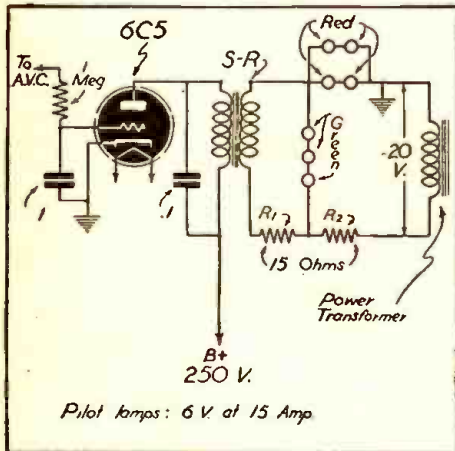 6C5
Red
To
A.V.C.
1
Meg
S-R
Green
-20
V.
.1
.1
R1
R2
15 Ohms
Power
Transformer
B+
250 V.
Pilot lamps: 6 V. at 15 Amp